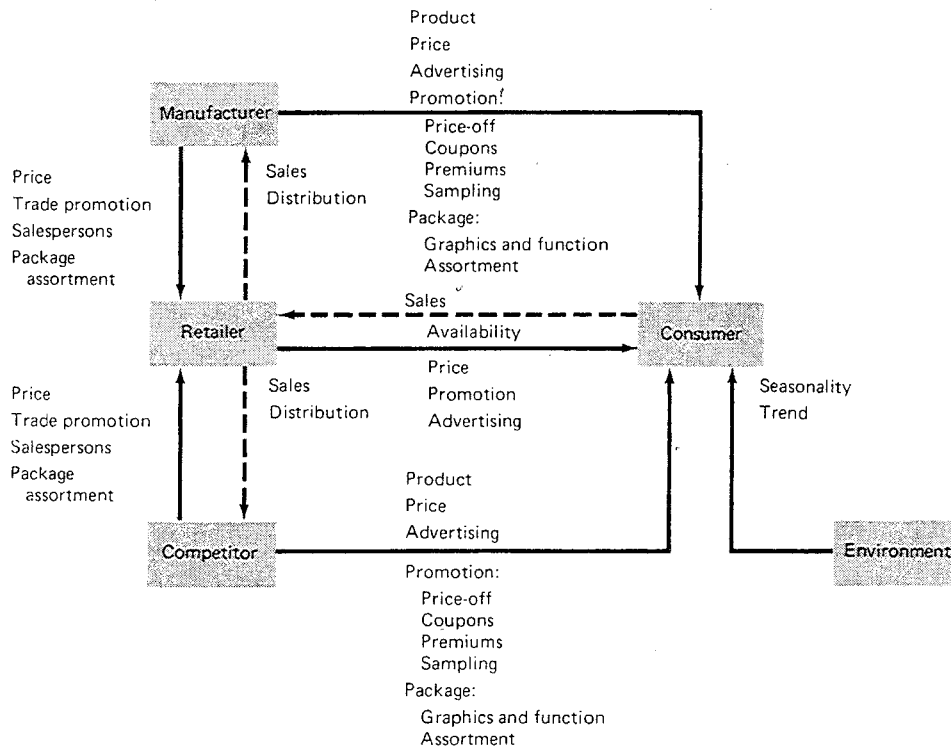 Product
Price
Advertising
Promotion:
Price-off
Coupons
Premiums
Sampling
Package:
Graphics and function
Assortment
Manufacturer
Price
Trade promotion
Salespersons
Package
assortment
Sales
Distribution
Retailer
Sales
Availability
Price
Promotion
Advertising
Consumer
Price
Trade promotion
Salespersons
Package
assortment
Sales
Distribution
Seasonality
Trend
Competitor
Product
Price
Advertising
Promotion:
Price-off
Coupons
Premiums
Sampling
Package:
Graphics and function
Assortment
Environment